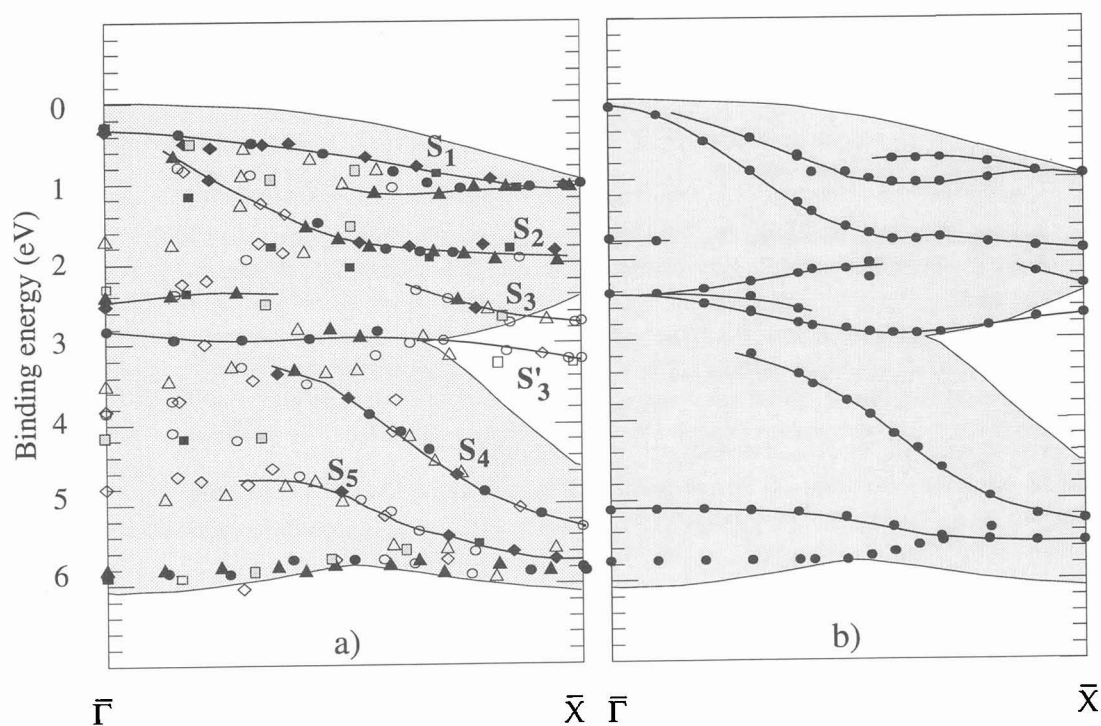 Binding energy (eV)
0
1
2
3
4
5
6
S₁
S₂
S₃
S'₃
S₄
S₅
a)
b)
Γ̅
X̅
Γ̅
X̅